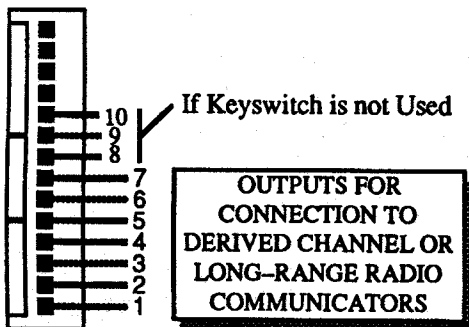 10
9
8
If Keyswitch is not Used
7
6
5
4
3
2
1
OUTPUTS FOR
CONNECTION TO
DERIVED CHANNEL OR
LONG–RANGE RADIO
COMMUNICATORS